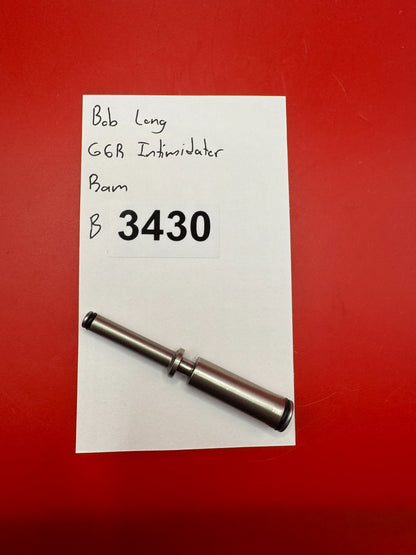 Bob Long
G6R Intimidator
Ram
B 3430